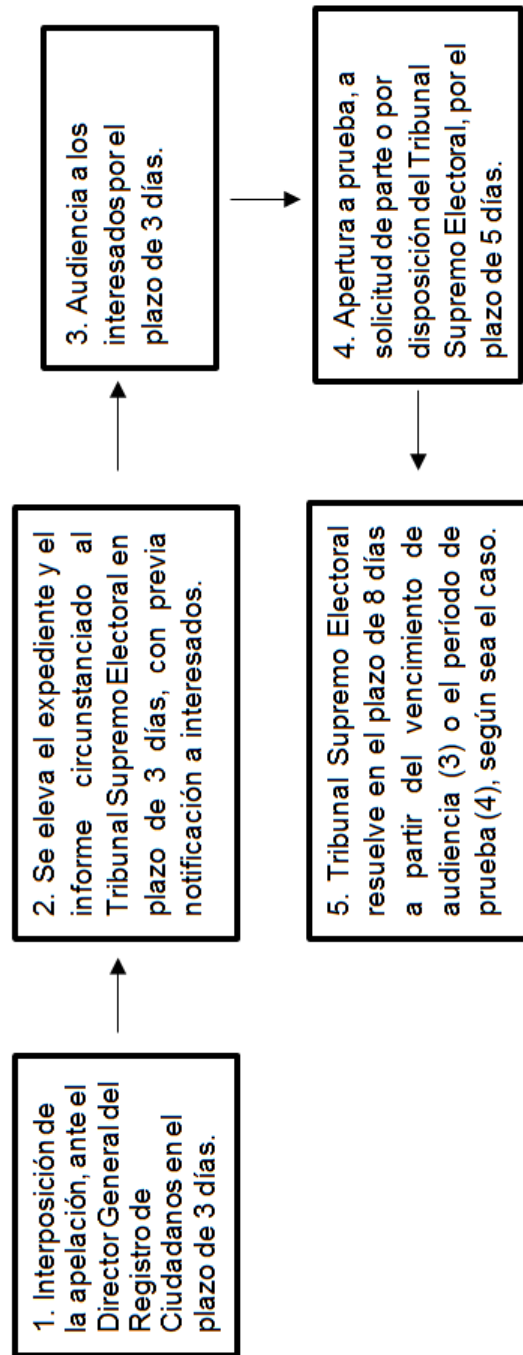 1. Interposición de
la apelación, ante el
Director General del
Registro de
Ciudadanos en el
plazo de 3 días.
2. Se eleva el expediente y el
informe circunstanciado al
Tribunal Supremo Electoral en
plazo de 3 días, con previa
notificación a interesados.
3. Audiencia a los
interesados por el
plazo de 3 días.
4. Apertura a prueba, a
solicitud de parte o por
disposición del Tribunal
Supremo Electoral, por el
plazo de 5 días.
5. Tribunal Supremo Electoral
resuelve en el plazo de 8 días
a partir del vencimiento de
audiencia (3) o el período de
prueba (4), según sea el caso.